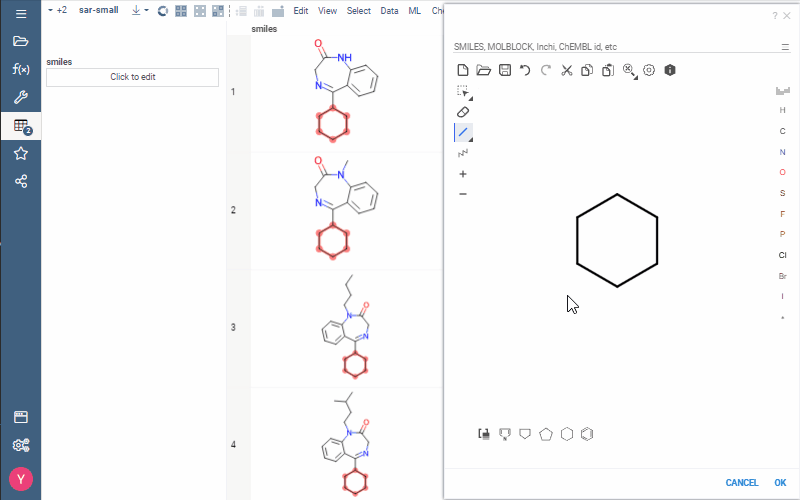 +2 sar-small
Edit View Select Data ML
smiles
Click to edit
smiles
1
2
3
4
O
NH
N
O
N
N
N
O
N
N
O
N
SMILES, MOLBLOCK, Inchi, ChEMBL id, etc
H
C
N
O
S
F
P
Cl
Br
I
f(x)
2
Y
CANCEL OK